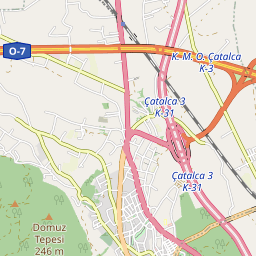 O-7
K. M. O. Çatalca
K-3
Çatalca 3
K-31
Çatalca 3
K-31
Domuz
Tepesi
246 m